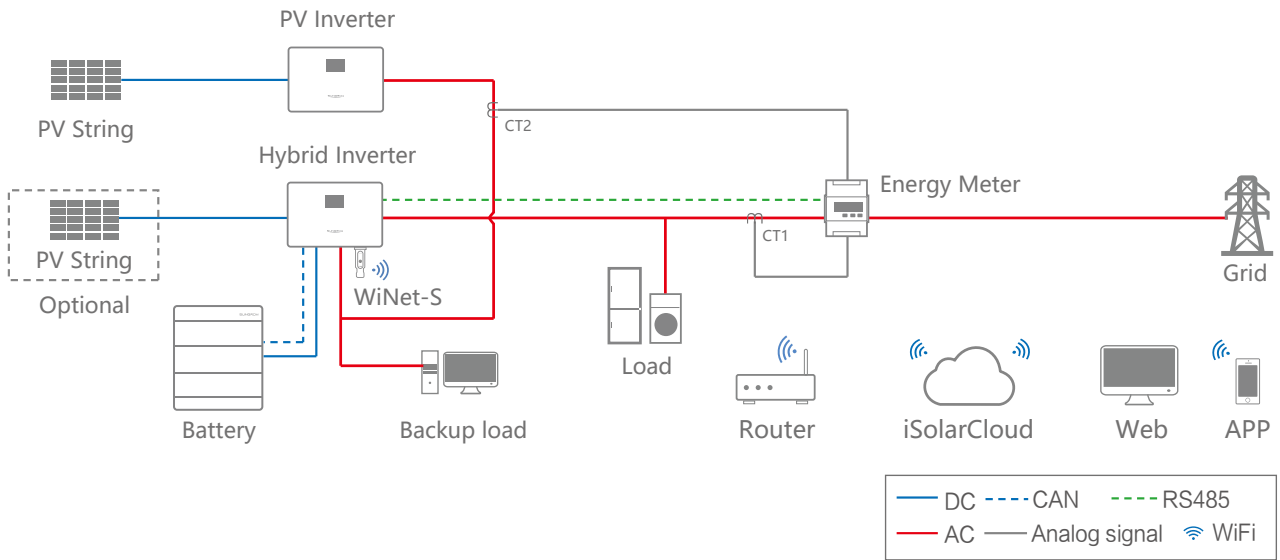 PV Inverter
PV String
CT2
Hybrid Inverter
Energy Meter
PV String
CT1
Grid
Optional
WiNet-S
Load
Battery
Backup load
Router
iSolarCloud
Web
APP
DC
CAN
RS485
AC
Analog signal
WiFi